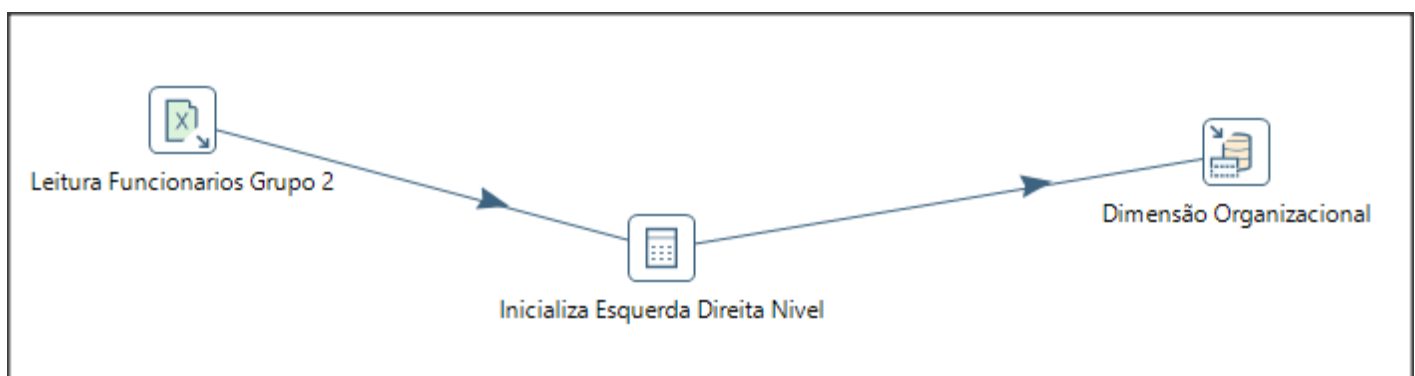 Leitura Funcionarios Grupo 2
Dimensão Organizacional
Inicializa Esquerda Direita Nivel